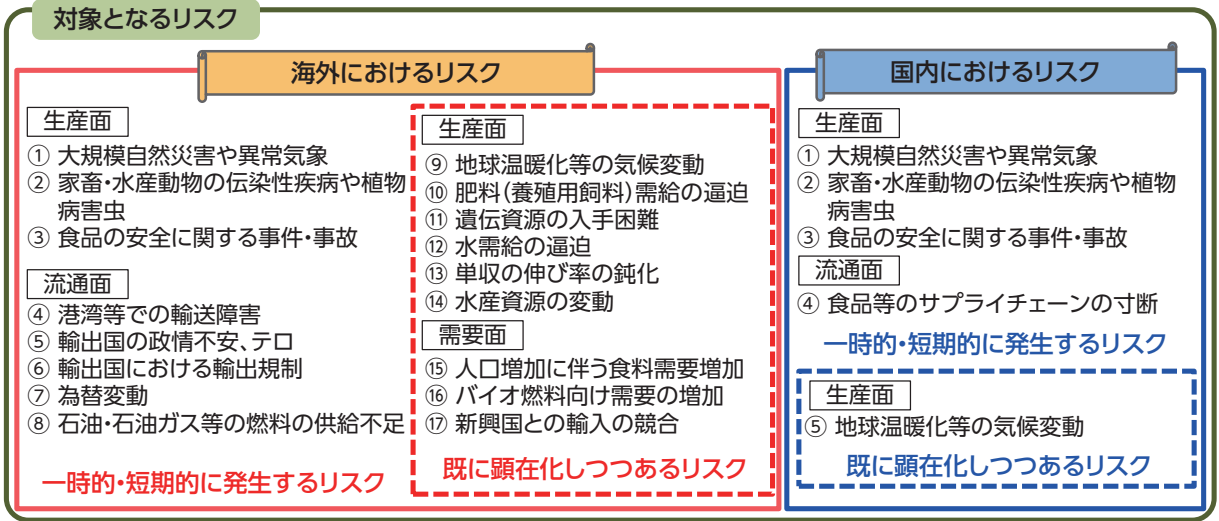 対象となるリスク
海外におけるリスク
生産面
① 大規模自然災害や異常気象
② 家畜・水産動物の伝染性疾病や植物
病害虫
③ 食品の安全に関する事件・事故
流通面
④ 港湾等での輸送障害
⑤ 輸出国の政情不安、テロ
⑥ 輸出国における輸出規制
⑦ 為替変動
⑧ 石油・石油ガス等の燃料の供給不足
一時的・短期的に発生するリスク
生産面
⑨ 地球温暖化等の気候変動
⑩ 肥料(養殖用飼料)需給の逼迫
⑪ 遺伝資源の入手困難
⑫ 水需給の逼迫
⑬ 単収の伸び率の鈍化
⑭ 水産資源の変動
需要面
⑮ 人口増加に伴う食料需要増加
⑯ バイオ燃料向け需要の増加
⑰ 新興国との輸入の競合
既に顕在化しつつあるリスク
国内におけるリスク
生産面
① 大規模自然災害や異常気象
② 家畜・水産動物の伝染性疾病や植物
病害虫
③ 食品の安全に関する事件・事故
流通面
④ 食品等のサプライチェーンの寸断
一時的・短期的に発生するリスク
生産面
⑤ 地球温暖化等の気候変動
既に顕在化しつつあるリスク